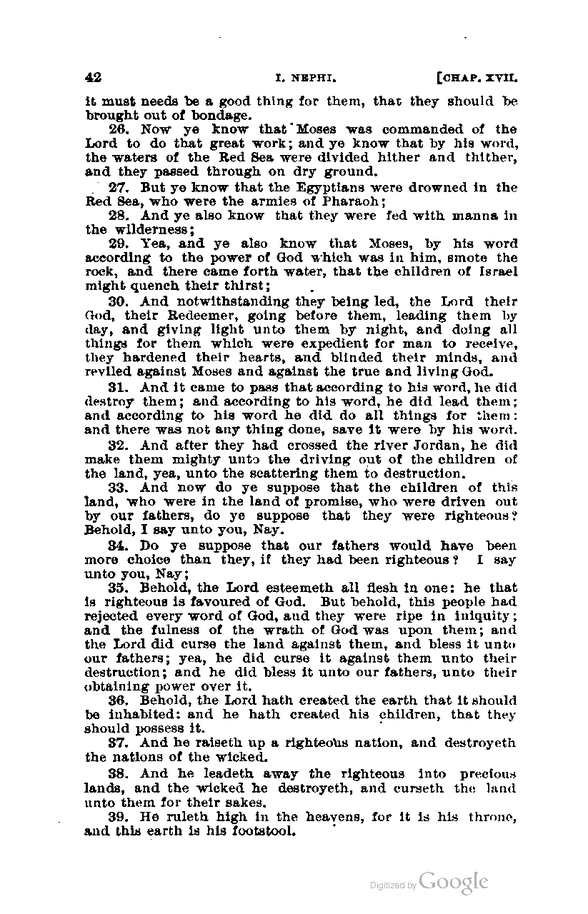 42 I. NEPHI. [CHAP. XVII.
it must needs be a good thing for them, that they should be
brought out of bondage.
26. Now ye know that Moses was commanded of the
Lord to do that great work; and ye know that by his word,
the waters of the Red Sea were divided hither and thither,
and they passed through on dry ground.
27. But ye know that the Egyptians were drowned in the
Red Sea, who were the armies of Pharaoh;
28. And ye also know that they were fed with manna in
the wilderness;
29. Yea, and ye also know that Moses, by his word
according to the power of God which was in him, smote the
rock, and there came forth water, that the children of Israel
might quench their thirst;
30. And notwithstanding they being led, the Lord their
God, their Redeemer, going before them, leading them by
day, and giving light unto them by night, and doing all
things for them which were expedient for man to receive,
they hardened their hearts, and blinded their minds, and
reviled against Moses and against the true and living God.
31. And it came to pass that according to his word, he did
destroy them; and according to his word, he did lead them;
and according to his word he did do all things for them:
and there was not any thing done, save it were by his word.
32. And after they had crossed the river Jordan, he did
make them mighty unto the driving out of the children of
the land, yea, unto the scattering them to destruction.
33. And now do ye suppose that the children of this
land, who were in the land of promise, who were driven out
by our fathers, do ye suppose that they were righteous?
Behold, I say unto you, Nay.
34. Do ye suppose that our fathers would have been
more choice than they, if they had been righteous? I say
unto you, Nay;
35. Behold, the Lord esteemeth all flesh in one: he that
is righteous is favoured of God. But behold, this people had
rejected every word of God, and they were ripe in iniquity;
and the fulness of the wrath of God was upon them; and
the Lord did curse the land against them, and bless it unto
our fathers; yea, he did curse it against them unto their
destruction; and he did bless it unto our fathers, unto their
obtaining power over it.
36. Behold, the Lord hath created the earth that it should
be inhabited: and he hath created his children, that they
should possess it.
37. And he raiseth up a righteous nation, and destroyeth
the nations of the wicked.
38. And he leadeth away the righteous into precious
lands, and the wicked he destroyeth, and curseth the land
unto them for their sakes.
39. He ruleth high in the heavens, for it is his throne,
and this earth is his footstool.
Digitized by Google